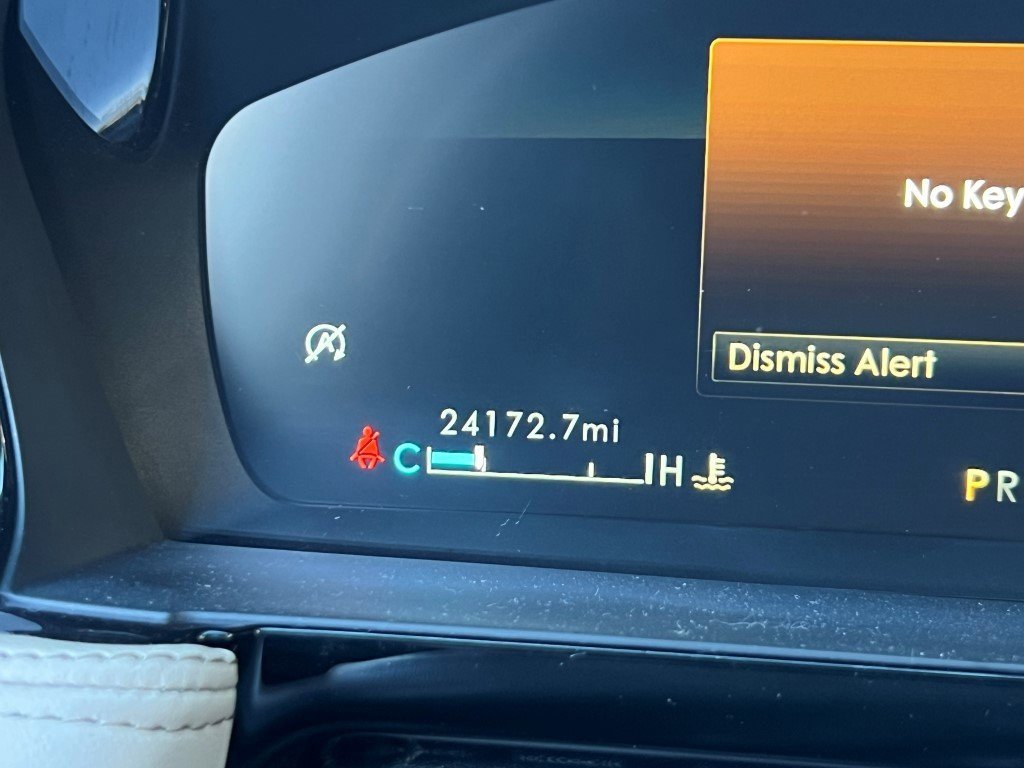 No Key
Dismiss Alert
24172.7mi
C H
PR